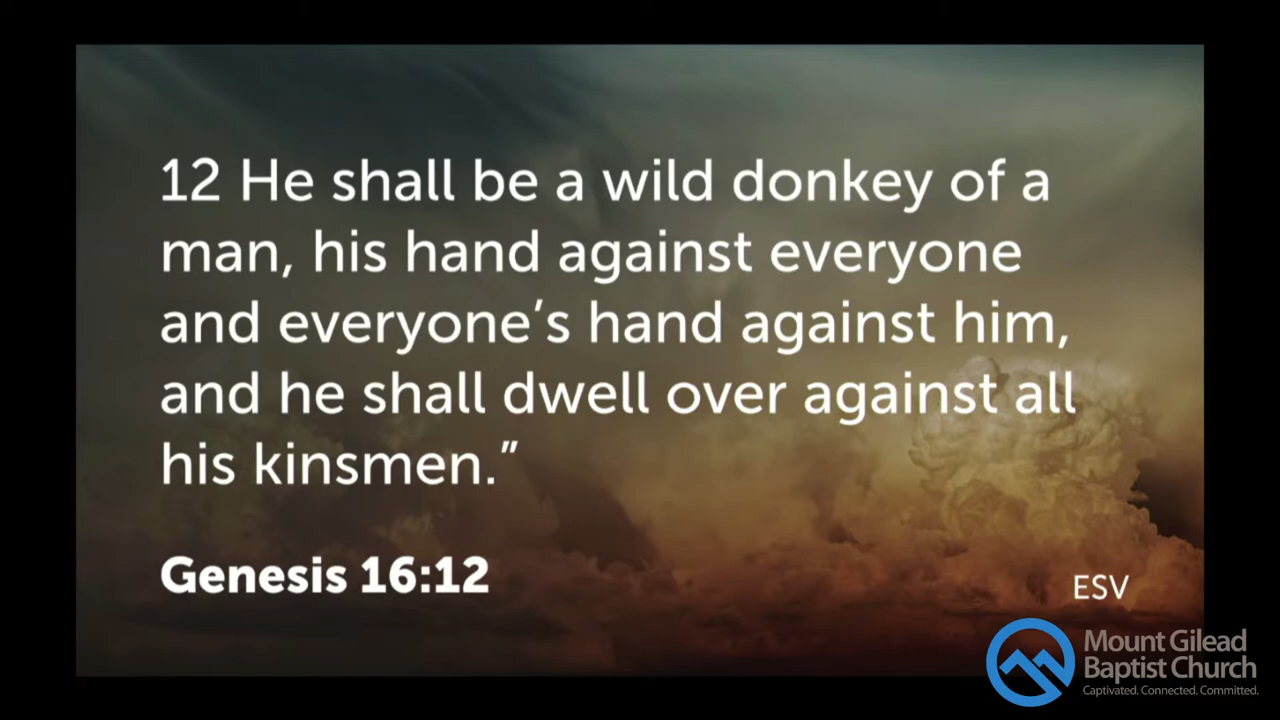 12 He shall be a wild donkey of a
man, his hand against everyone
and everyone’s hand against him,
and he shall dwell over against all
his kinsmen.”
Genesis 16:12
ESV
Mount Gilead
Baptist Church
Captivated. Connected. Committed.